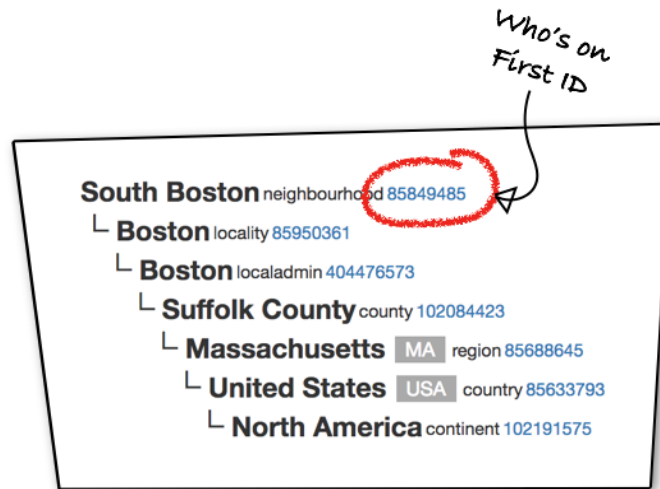 Who's on
First ID
South Boston neighbourhood 85849485
Boston locality 85950361
Boston localadmin 404476573
Suffolk County county 102084423
Massachusetts MA region 85688645
United States USA country 85633793
North America continent 102191575